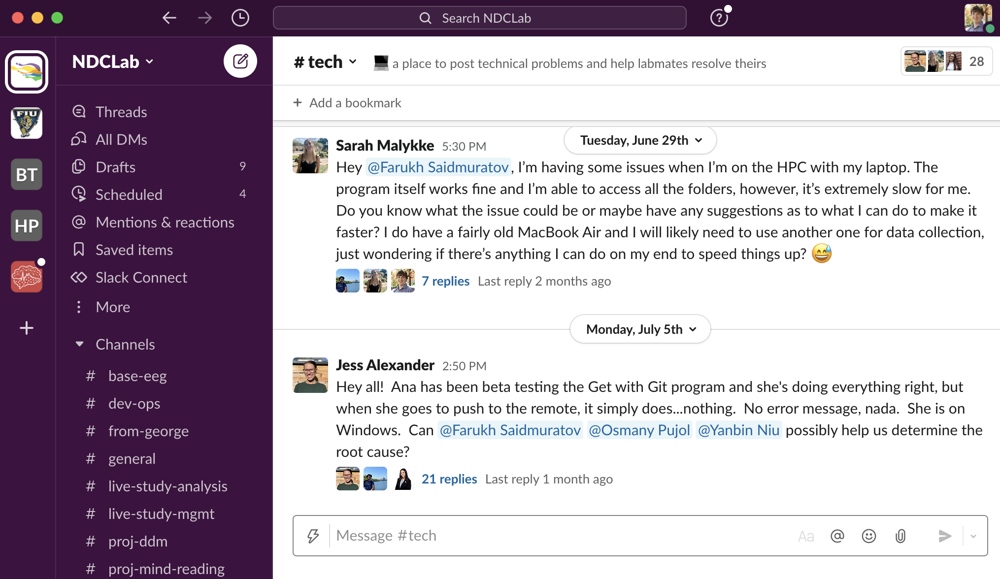 Search NDCLab
NDCLab
# tech
a place to post technical problems and help labmates resolve theirs
28
FIU
BT
HP
Threads
All DMs
Drafts 9
Scheduled 4
Mentions & reactions
Saved items
Slack Connect
More
Channels
# base-eeg
# dev-ops
# from-george
# general
# live-study-analysis
# live-study-mgmt
# proj-ddm
# proj-mind-reading
+ Add a bookmark
Tuesday, June 29th
Sarah Malykke 5:30 PM
Hey @Farukh Saidmuratov, I’m having some issues when I’m on the HPC with my laptop. The
program itself works fine and I’m able to access all the folders, however, it’s extremely slow for me.
Do you know what the issue could be or maybe have any suggestions as to what I can do to make it
faster? I do have a fairly old MacBook Air and I will likely need to use another one for data collection,
just wondering if there’s anything I can do on my end to speed things up? 😅
7 replies Last reply 2 months ago
Monday, July 5th
Jess Alexander 2:50 PM
Hey all!  Ana has been beta testing the Get with Git program and she's doing everything right, but
when she goes to push to the remote, it simply does...nothing.  No error message, nada.  She is on
Windows.  Can @Farukh Saidmuratov @Osmany Pujol @Yanbin Niu possibly help us determine the
root cause?
21 replies Last reply 1 month ago
Message #tech
Aa